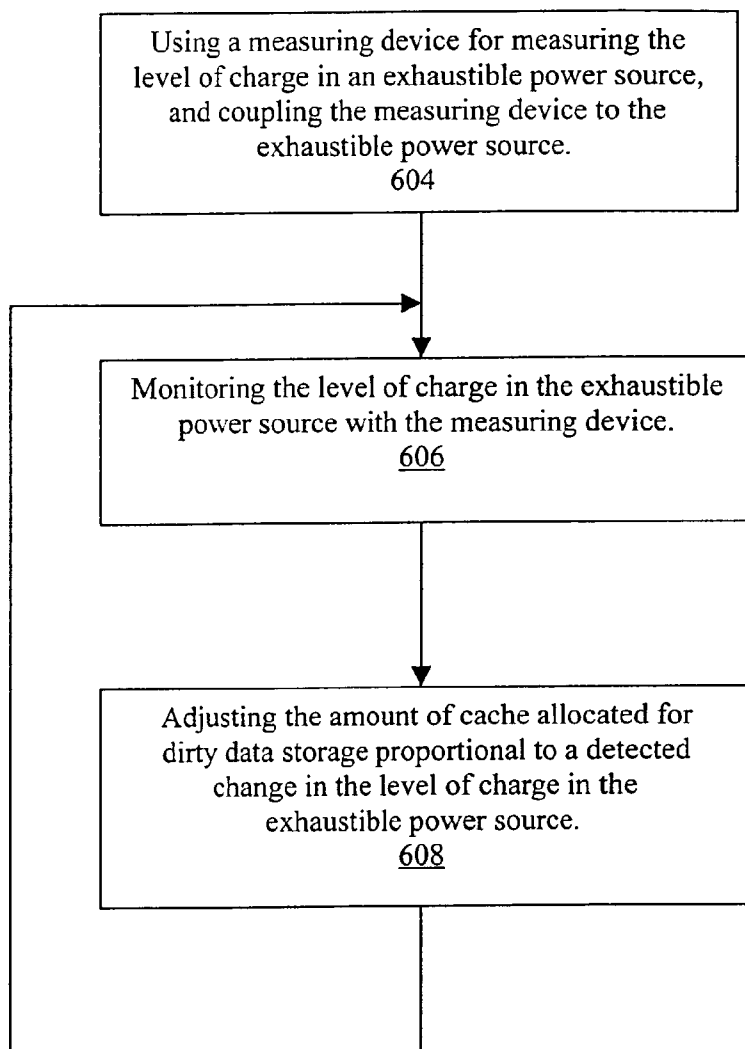 Using a measuring device for measuring the
level of charge in an exhaustible power source,
and coupling the measuring device to the
exhaustible power source.
604
Monitoring the level of charge in the exhaustible
power source with the measuring device.
606
Adjusting the amount of cache allocated for
dirty data storage proportional to a detected
change in the level of charge in the
exhaustible power source.
608